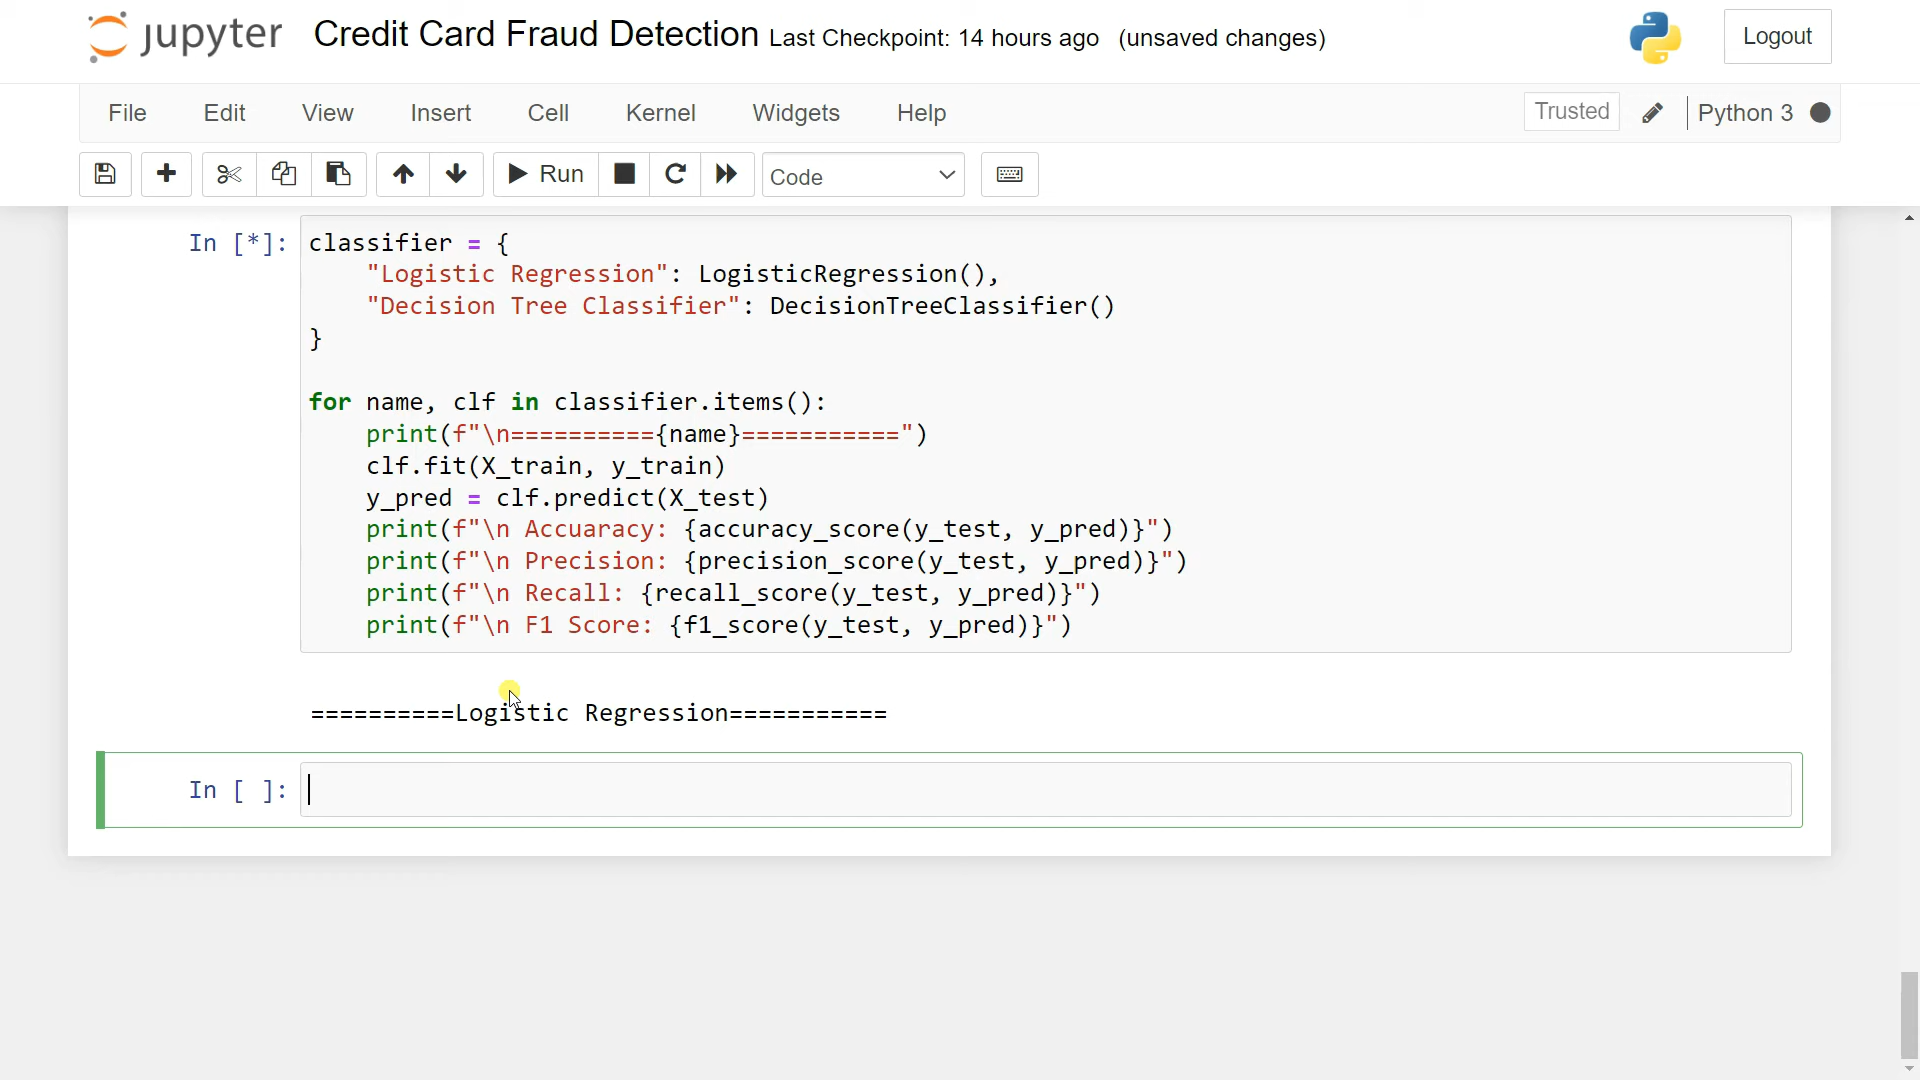 jupyter Credit Card Fraud Detection Last Checkpoint: 14 hours ago (unsaved changes) Logout
File Edit View Insert Cell Kernel Widgets Help Trusted Python 3
Run Code
In [*]: classifier = {
"Logistic Regression": LogisticRegression(),
"Decision Tree Classifier": DecisionTreeClassifier()
}
for name, clf in classifier.items():
print(f"\n=========={name}===========")
clf.fit(X_train, y_train)
y_pred = clf.predict(X_test)
print(f"\n Accuaracy: {accuracy_score(y_test, y_pred)}")
print(f"\n Precision: {precision_score(y_test, y_pred)}")
print(f"\n Recall: {recall_score(y_test, y_pred)}")
print(f"\n F1 Score: {f1_score(y_test, y_pred)}")
==========Logistic Regression===========
In [ ]: